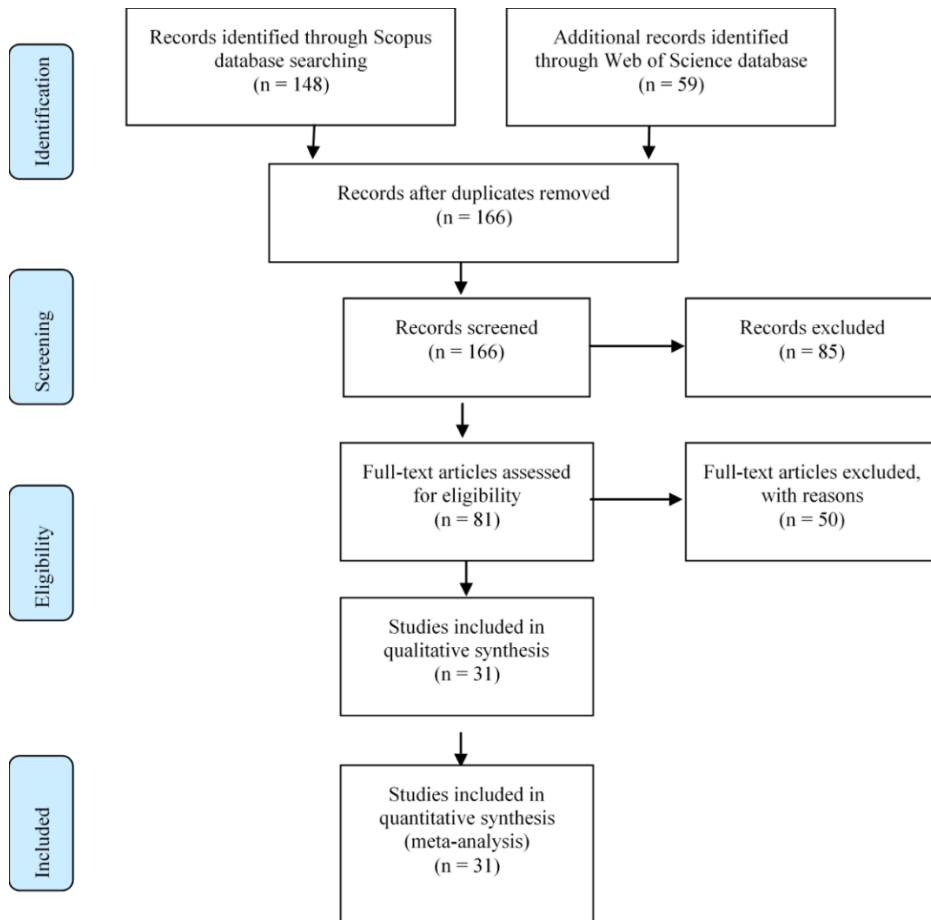 Records identified through Scopus
database searching
(n = 148)
Additional records identified
through Web of Science database
(n = 59)
Identification
Records after duplicates removed
(n = 166)
Screening
Records screened
(n = 166)
Records excluded
(n = 85)
Eligibility
Full-text articles assessed
for eligibility
(n = 81)
Full-text articles excluded,
with reasons
(n = 50)
Studies included in
qualitative synthesis
(n = 31)
Included
Studies included in
quantitative synthesis
(meta-analysis)
(n = 31)